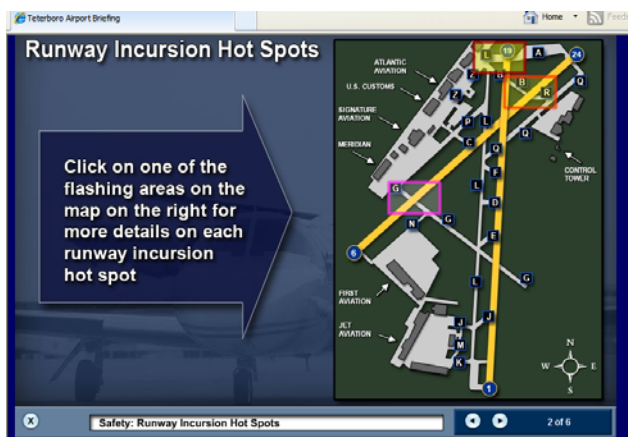 Teterboro Airport Briefing
Home
Feeds
Runway Incursion Hot Spots
Click on one of the
flashing areas on the
map on the right for
more details on each
runway incursion
hot spot
ATLANTIC
AVIATION
U.S. CUSTOMS
SIGNATURE
AVIATION
MERIDIAN
FIRST
AVIATION
JET
AVIATION
CONTROL
TOWER
L
19
A
24
Z
B
B
Q
R
Z
P
L
C
Q
Q
F
G
L
D
N
G
E
6
L
G
J
J
M
K
1
N
W
E
S
X
Safety: Runway Incursion Hot Spots
2 of 6